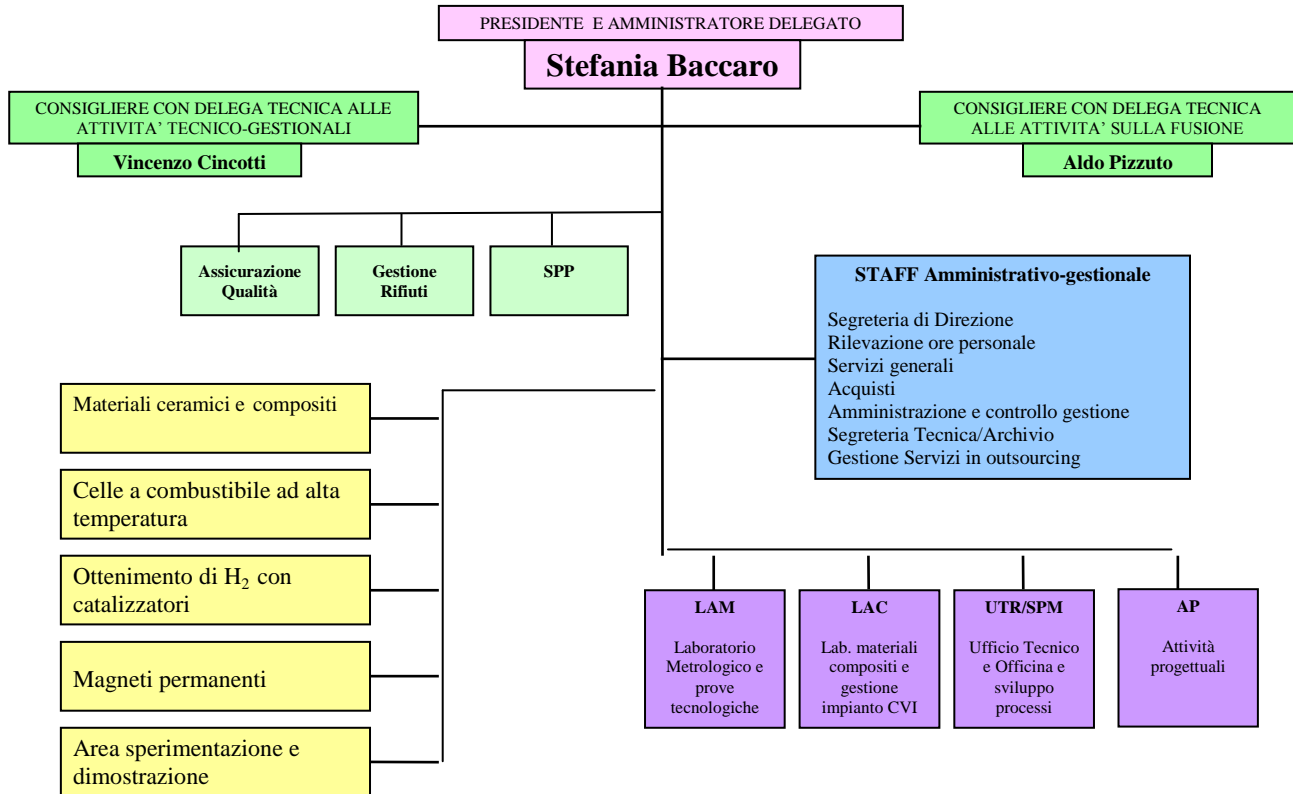 PRESIDENTE E AMMINISTRATORE DELEGATO
Stefania Baccaro
CONSIGLIERE CON DELEGA TECNICA ALLE
ATTIVITA’ TECNICO-GESTIONALI
Vincenzo Cincotti
CONSIGLIERE CON DELEGA TECNICA
ALLE ATTIVITA’ SULLA FUSIONE
Aldo Pizzuto
Assicurazione
Qualità
Gestione
Rifiuti
SPP
STAFF Amministrativo-gestionale
Segreteria di Direzione
Rilevazione ore personale
Servizi generali
Acquisti
Amministrazione e controllo gestione
Segreteria Tecnica/Archivio
Gestione Servizi in outsourcing
Materiali ceramici e compositi
Celle a combustibile ad alta
temperatura
Ottenimento di H₂ con
catalizzatori
Magneti permanenti
Area sperimentazione e
dimostrazione
LAM
Laboratorio
Metrologico e
prove
tecnologiche
LAC
Lab. materiali
compositi e
gestione
impianto CVI
UTR/SPM
Ufficio Tecnico
e Officina e
sviluppo
processi
AP
Attività
progettuali